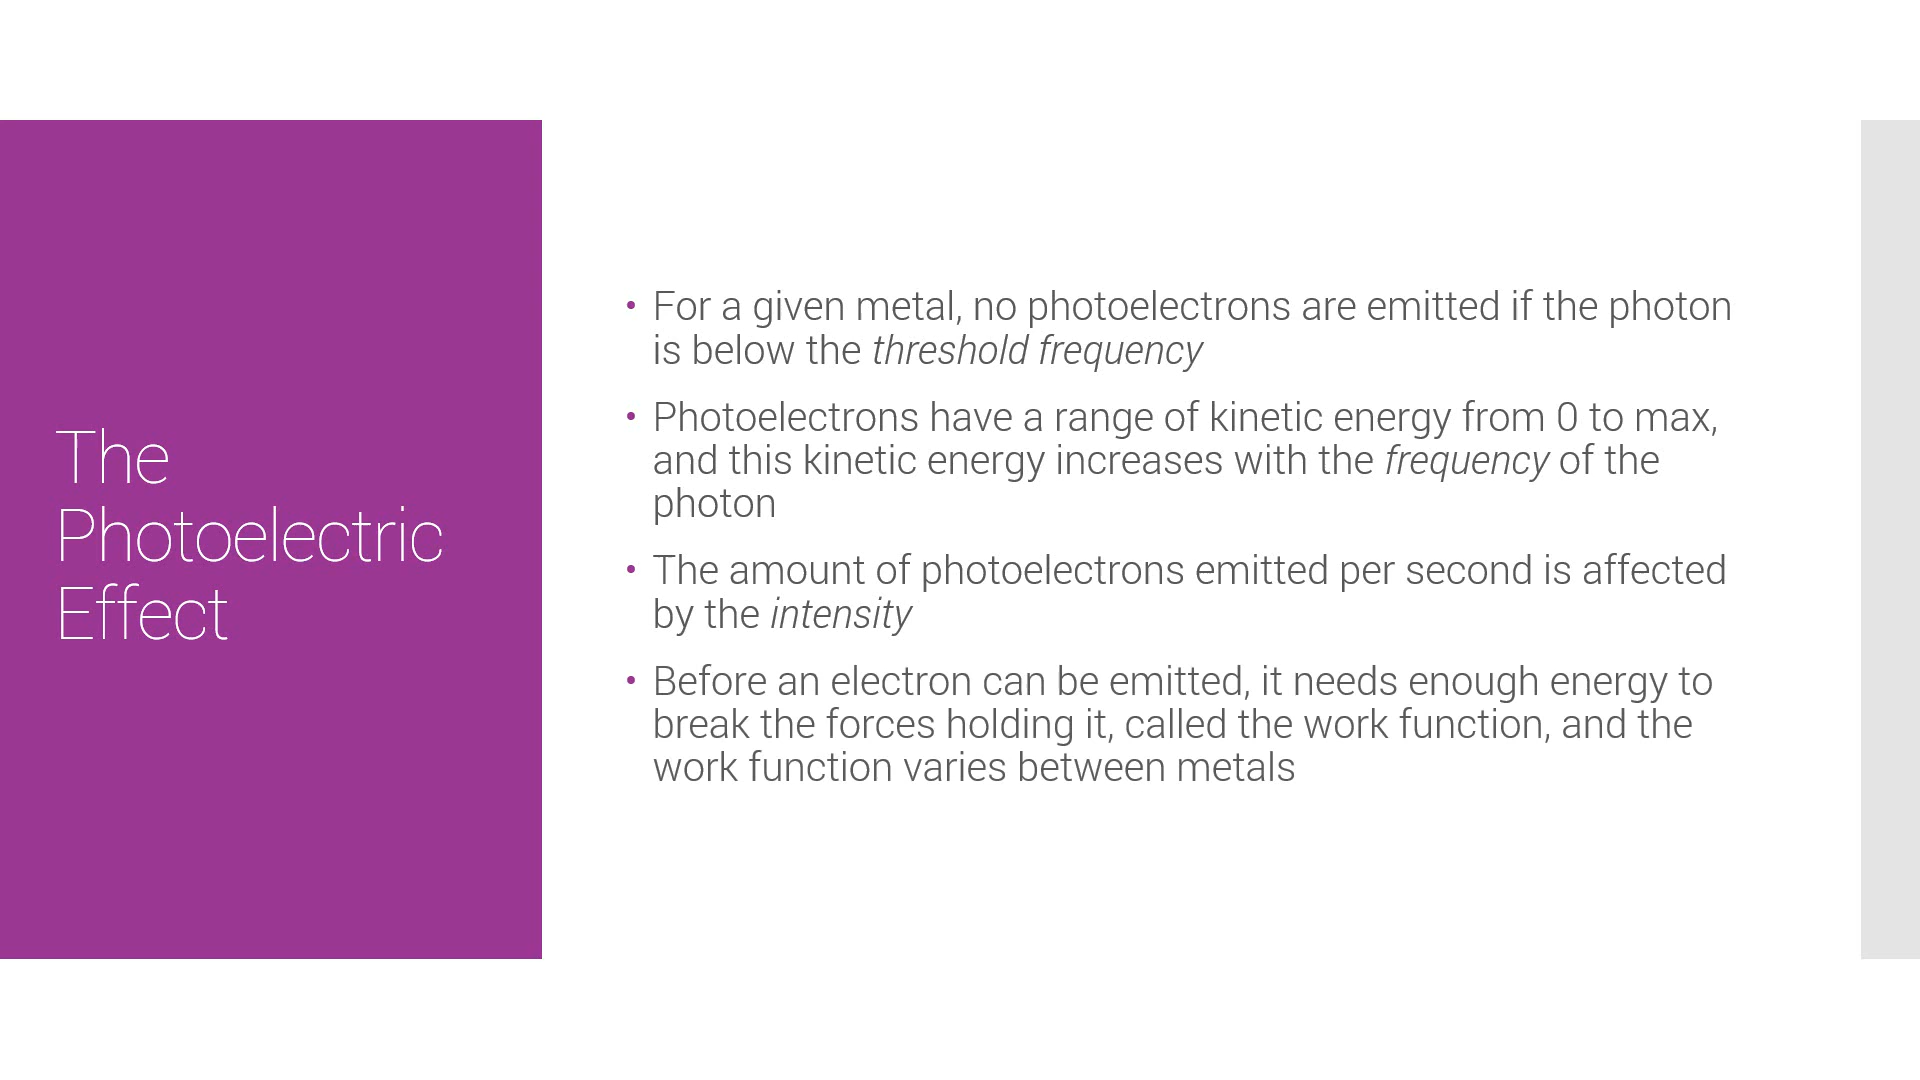 The
Photoelectric
Effect
• For a given metal, no photoelectrons are emitted if the photon
is below the threshold frequency
• Photoelectrons have a range of kinetic energy from 0 to max,
and this kinetic energy increases with the frequency of the
photon
• The amount of photoelectrons emitted per second is affected
by the intensity
• Before an electron can be emitted, it needs enough energy to
break the forces holding it, called the work function, and the
work function varies between metals